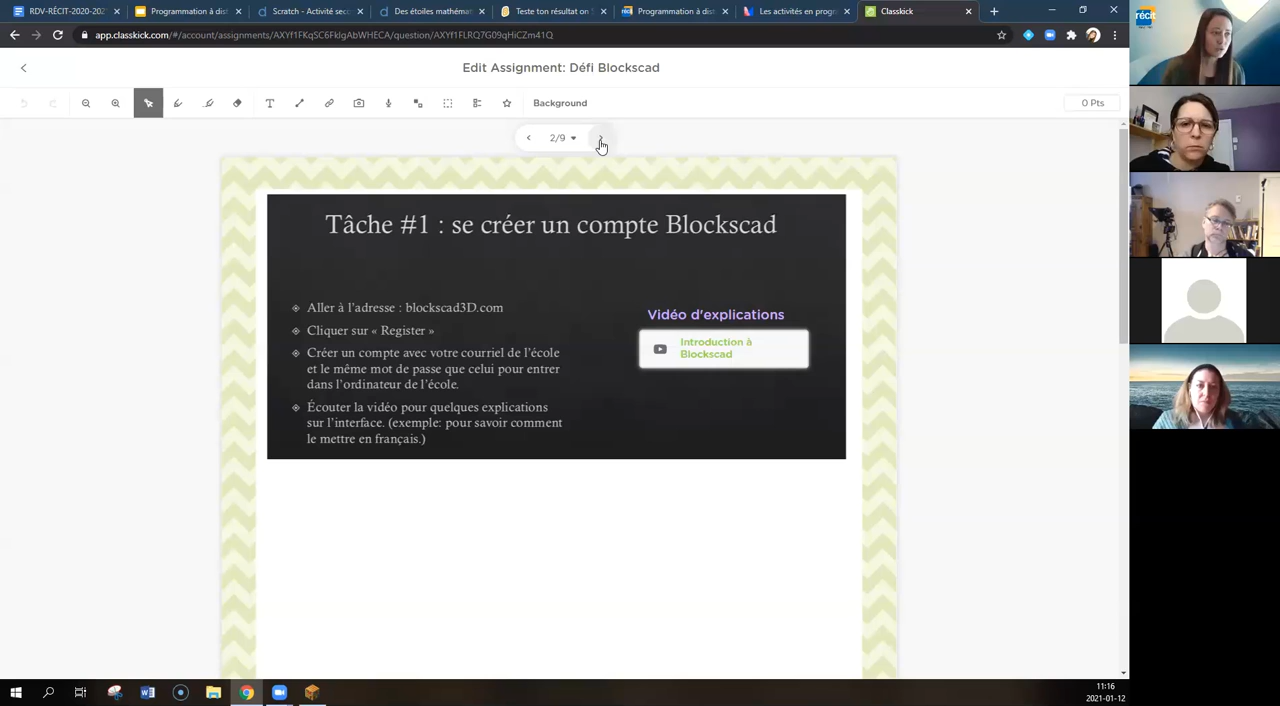 RDV-RÉCIT-2020-202
Programmation à dist
Scratch - Activité sec
Des étoiles mathéma
Teste ton résultat on S
Programmation à dis
Les activités en progr
Classkick
app.classkick.com/#/account/assignments/AXYf1FKqSC6FklgAbWHECA/question/AXYf1FLRQ7G09qHiCZm41Q
Edit Assignment: Défi Blockscad
Background
0 Pts
2/9
Tâche #1 : se créer un compte Blockscad
Aller à l'adresse : blockscad3D.com
Cliquer sur « Register »
Créer un compte avec votre courriel de l'école
et le même mot de passe que celui pour entrer
dans l'ordinateur de l'école.
Écouter la vidéo pour quelques explications
sur l'interface. (exemple: pour savoir comment
le mettre en français.)
Vidéo d'explications
Introduction à
Blockscad
récit
11:16
2021-01-12